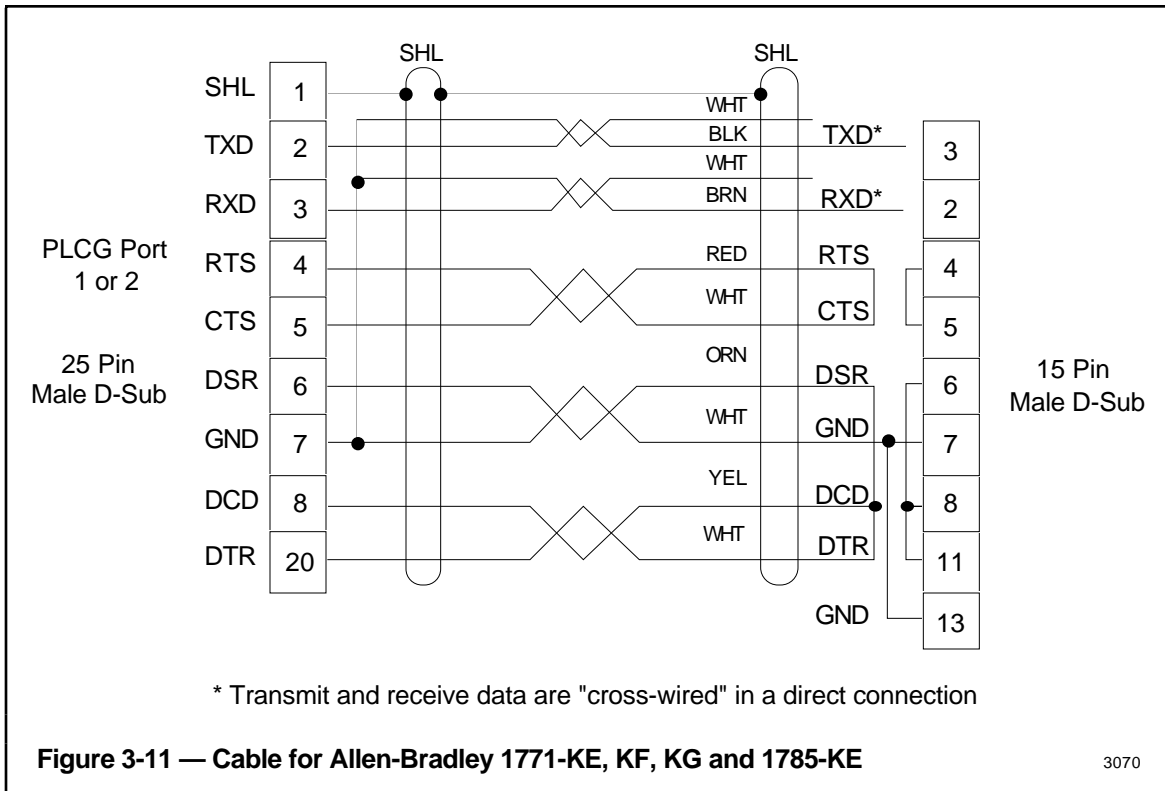 SHL SHL
SHL 1
WHT
TXD 2 BLK TXD* 3
WHT
RXD 3 BRN RXD* 2
PLCG Port
1 or 2
RTS 4 RED RTS 4
WHT
CTS 5 CTS 5
25 Pin
Male D-Sub
ORN
DSR 6 DSR 6
15 Pin
Male D-Sub
WHT
GND 7 GND 7
YEL
DCD 8 DCD 8
WHT
DTR 20 DTR 11
GND 13
* Transmit and receive data are "cross-wired" in a direct connection
Figure 3-11 — Cable for Allen-Bradley 1771-KE, KF, KG and 1785-KE 3070